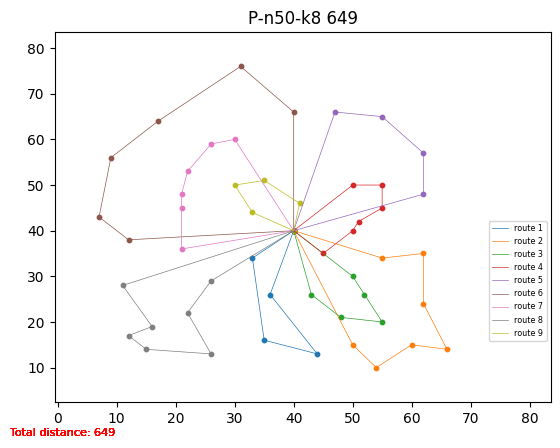 P-n50-k8 649
80
70
60
50
40
30
20
10
0 10 20 30 40 50 60 70 80
route 1
route 2
route 3
route 4
route 5
route 6
route 7
route 8
route 9
Total distance: 649